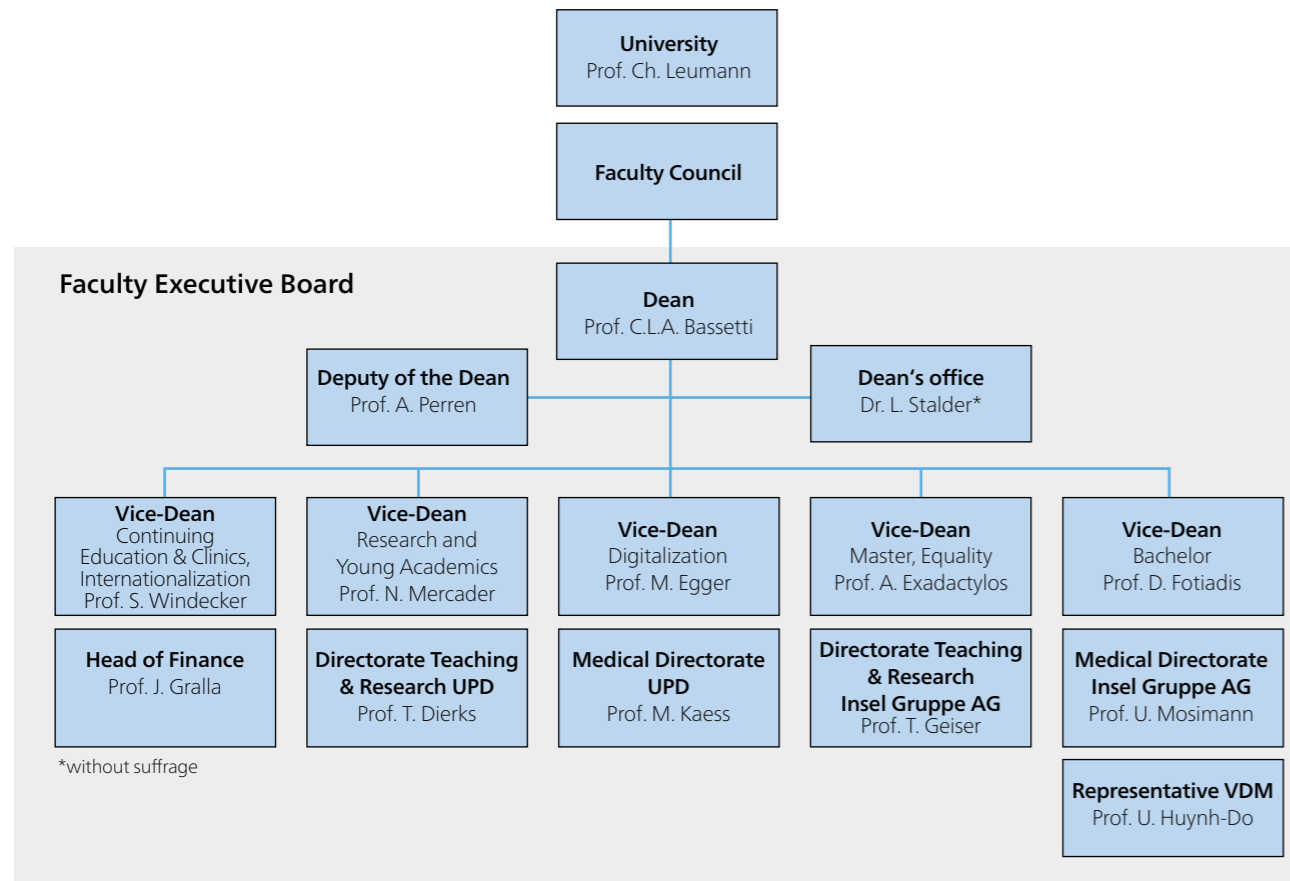 University
Prof. Ch. Leumann
Faculty Council
Faculty Executive Board
Dean
Prof. C.L.A. Bassetti
Deputy of the Dean
Prof. A. Perren
Dean‘s office
Dr. L. Stalder*
Vice-Dean
Continuing
Education & Clinics,
Internationalization
Prof. S. Windecker
Vice-Dean
Research and
Young Academics
Prof. N. Mercader
Vice-Dean
Digitalization
Prof. M. Egger
Vice-Dean
Master, Equality
Prof. A. Exadactylos
Vice-Dean
Bachelor
Prof. D. Fotiadis
Head of Finance
Prof. J. Gralla
Directorate Teaching
& Research UPD
Prof. T. Dierks
Medical Directorate
UPD
Prof. M. Kaess
Directorate Teaching
& Research
Insel Gruppe AG
Prof. T. Geiser
Medical Directorate
Insel Gruppe AG
Prof. U. Mosimann
*without suffrage
Representative VDM
Prof. U. Huynh-Do